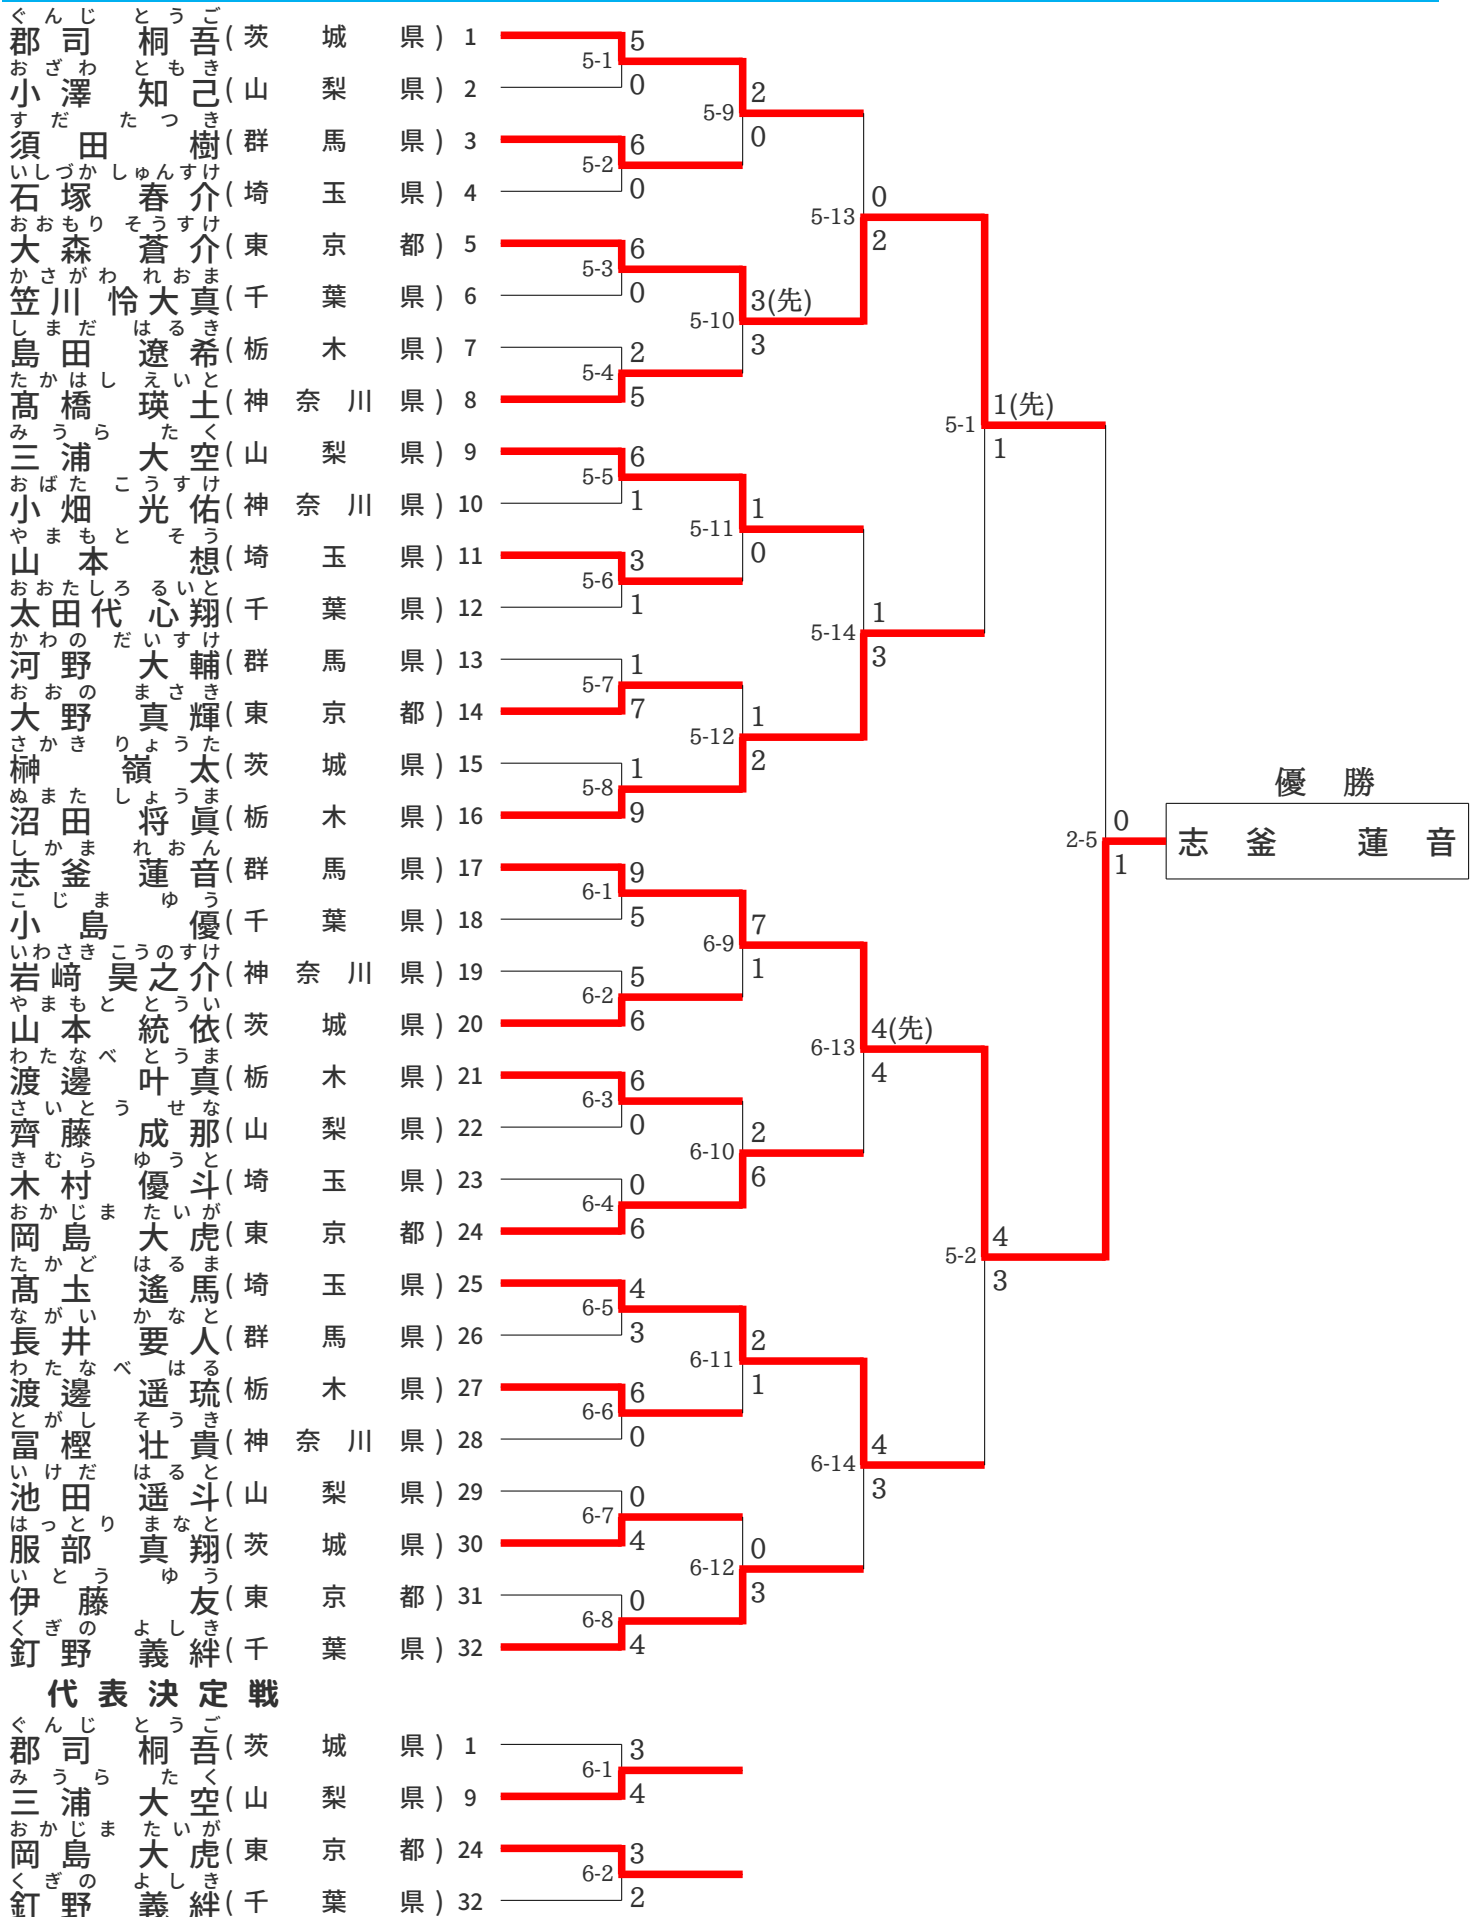 ぐんじ とうご
郡司 桐吾(茨城県) 1
5
5-1
おざわ ともき
小澤 知己(山梨県) 2
0
2
5-9
0
すだ たつき
須田 樹(群馬県) 3
6
5-2
いしづか しゅんすけ
石塚 春介(埼玉県) 4
0
0
5-13
2
おおもり そうすけ
大森 蒼介(東京都) 5
6
5-3
かさがわ れおま
笠川 怜大真(千葉県) 6
0
3(先)
5-10
3
しまだ はるき
島田 遼希(栃木県) 7
2
5-4
たかはし えいと
髙橋 瑛土(神奈川県) 8
5
1(先)
5-1
1
みうら たく
三浦 大空(山梨県) 9
6
5-5
おばた こうすけ
小畑 光佑(神奈川県) 10
1
1
5-11
0
やまもと そう
山本 想(埼玉県) 11
3
5-6
おおたしろ るいと
太田代 心翔(千葉県) 12
1
1
5-14
3
かわの だいすけ
河野 大輔(群馬県) 13
1
5-7
おおの まさき
大野 真輝(東京都) 14
7
1
5-12
2
さかき りょうた
榊 嶺太(茨城県) 15
1
5-8
ぬまた しょうま
沼田 将眞(栃木県) 16
9
優勝
0
2-5
1
志釜 蓮音
しかま れおん
志釜 蓮音(群馬県) 17
9
6-1
こじま ゆう
小島 優(千葉県) 18
5
7
6-9
1
いわさき こうのすけ
岩﨑 昊之介(神奈川県) 19
5
6-2
やまもと とうい
山本 統依(茨城県) 20
6
4(先)
6-13
4
わたなべ とうま
渡邊 叶真(栃木県) 21
6
6-3
さいとう せな
齊藤 成那(山梨県) 22
0
2
6-10
6
きむら ゆうと
木村 優斗(埼玉県) 23
0
6-4
おかじま たいが
岡島 大虎(東京都) 24
6
4
5-2
3
たかど はるま
髙圡 遙馬(埼玉県) 25
4
6-5
ながい かなと
長井 要人(群馬県) 26
3
2
6-11
1
わたなべ はる
渡邊 遥琉(栃木県) 27
6
6-6
とがし そうき
冨樫 壮貴(神奈川県) 28
0
4
6-14
3
いけだ はると
池田 遥斗(山梨県) 29
0
6-7
はっとり まなと
服部 真翔(茨城県) 30
4
0
6-12
3
いとう ゆう
伊藤 友(東京都) 31
0
6-8
くぎの よしき
釘野 義絆(千葉県) 32
4
代表決定戦
ぐんじ とうご
郡司 桐吾(茨城県) 1
3
6-1
みうら たく
三浦 大空(山梨県) 9
4
おかじま たいが
岡島 大虎(東京都) 24
3
6-2
くぎの よしき
釘野 義絆(千葉県) 32
2